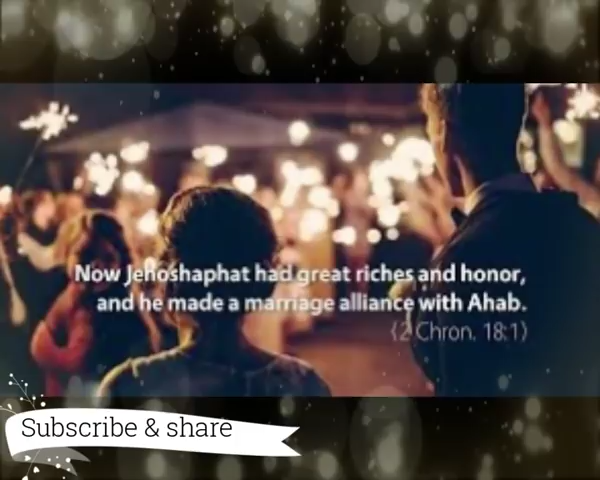 Now Jehoshaphat had great riches and honor,
and he made a marriage alliance with Ahab.
(2 Chron. 18:1)
Subscribe & share